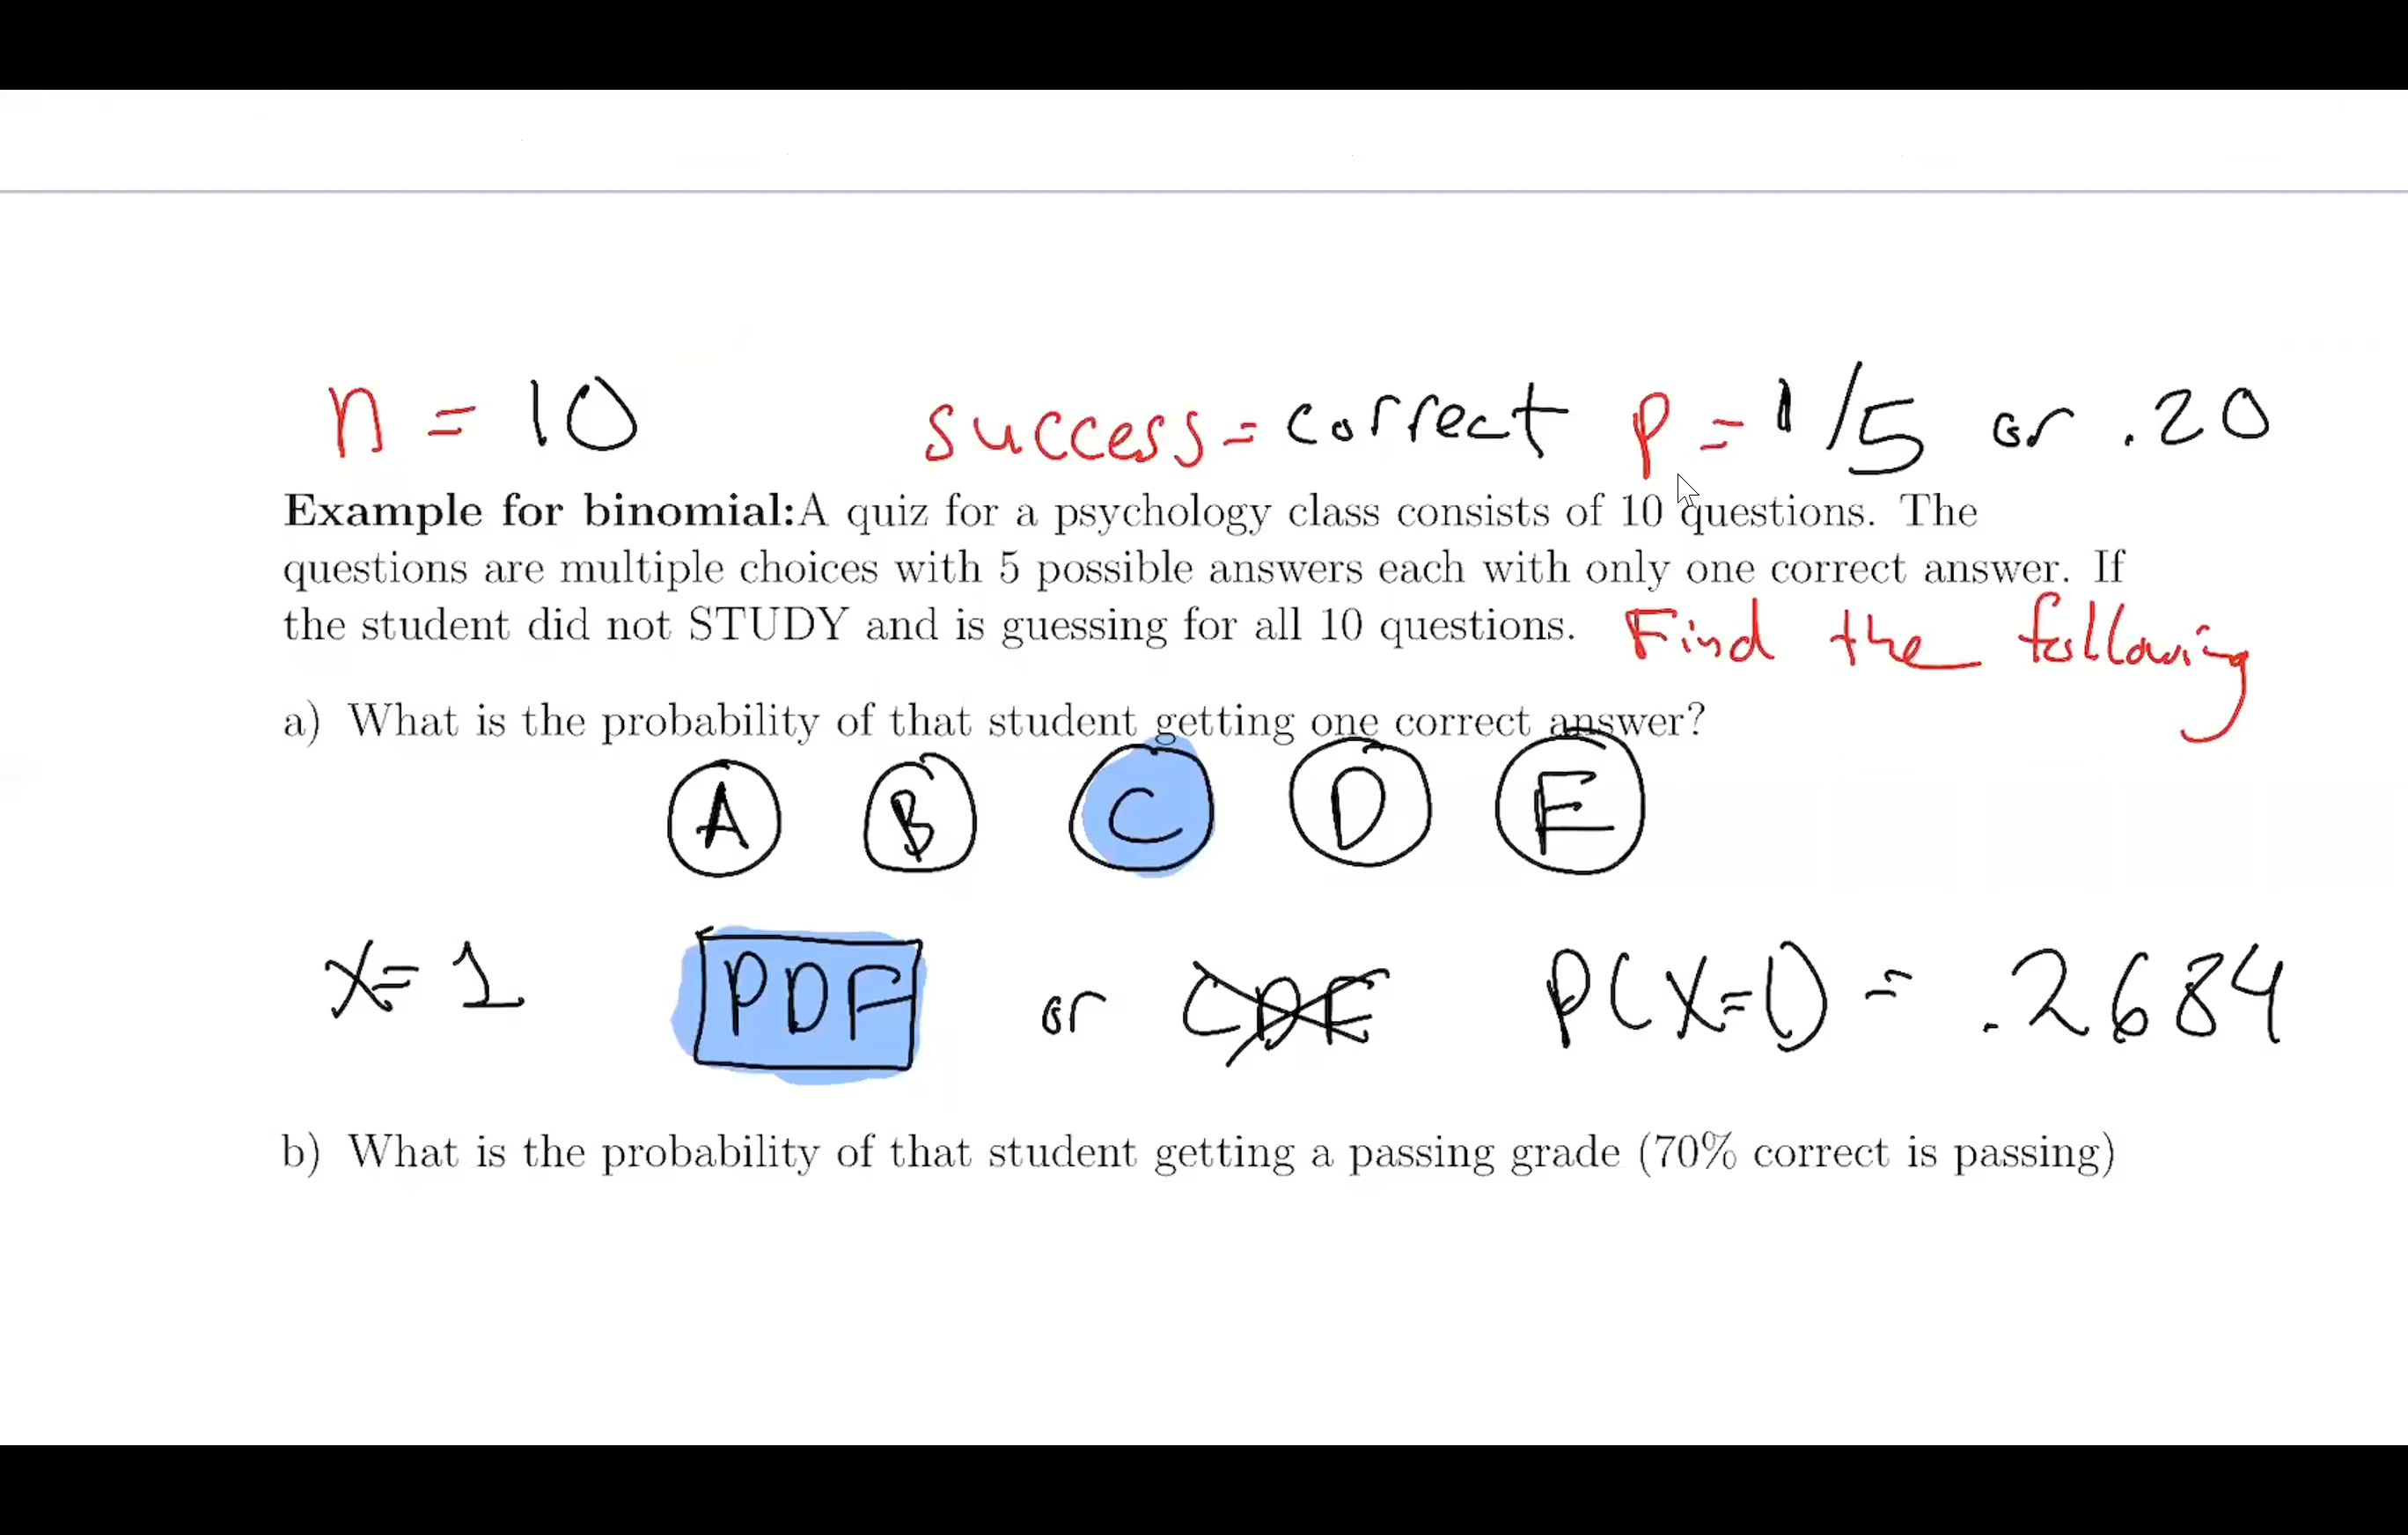 n = 10 success = correct p = 1/5 or .20
Example for binomial:A quiz for a psychology class consists of 10 questions. The
questions are multiple choices with 5 possible answers each with only one correct answer. If
the student did not STUDY and is guessing for all 10 questions. Find the following
a) What is the probability of that student getting one correct answer?
A B C D E
x = 1 PDF or CDF P(X=1) = .2684
b) What is the probability of that student getting a passing grade (70% correct is passing)